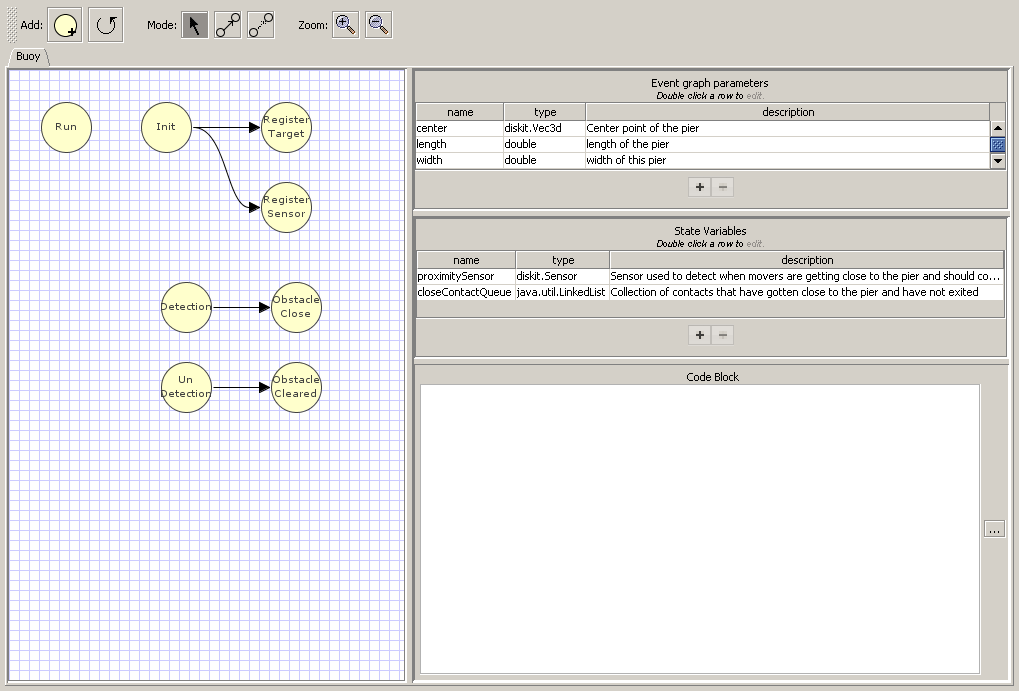 Add: Mode: Zoom:
Buoy
Run
Init
Register
Target
Register
Sensor
Detection
Obstacle
Close
Un
Detection
Obstacle
Cleared
Event graph parameters
Double click a row to edit.
name type description
center diskit.Vec3d Center point of the pier
length double length of the pier
width double width of this pier
+ −
State Variables
Double click a row to edit.
name type description
proximitySensor diskit.Sensor Sensor used to detect when movers are getting close to the pier and should co...
closeContactQueue java.util.LinkedList Collection of contacts that have gotten close to the pier and have not exited
+ −
Code Block
...